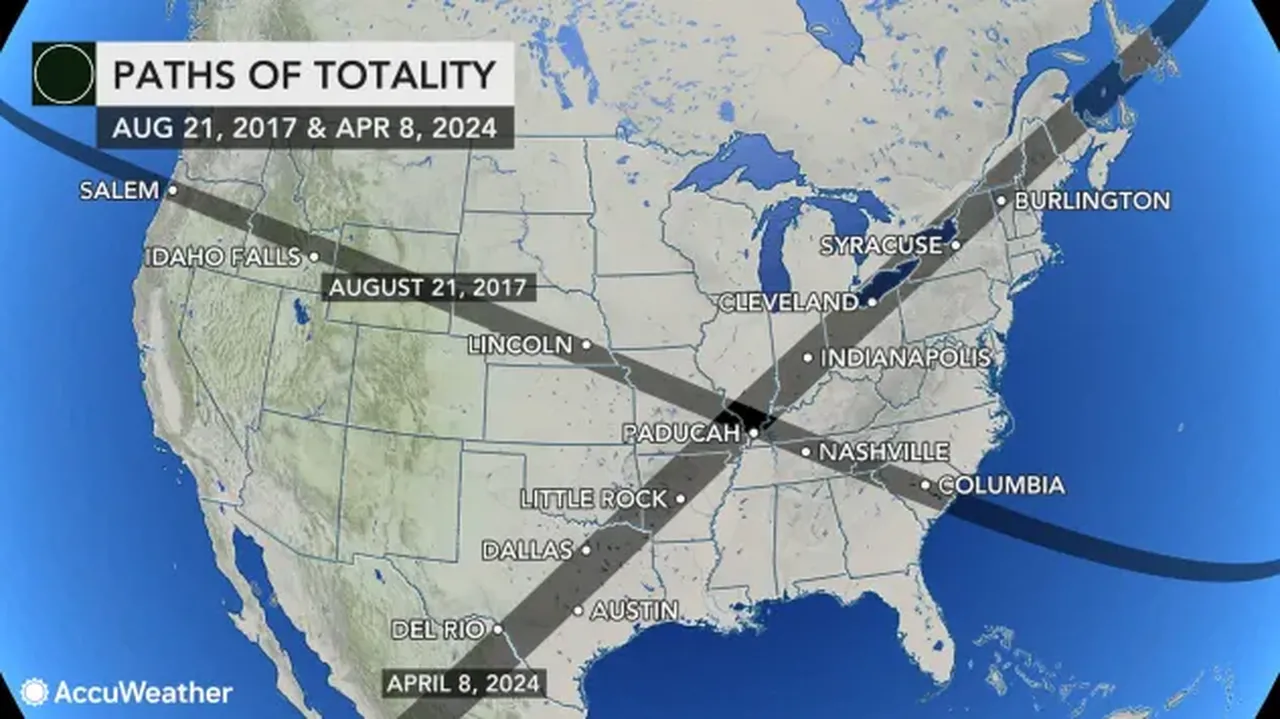 PATHS OF TOTALITY
AUG 21, 2017 & APR 8, 2024
SALEM
BURLINGTON
SYRACUSE
IDAHO FALLS
AUGUST 21, 2017
CLEVELAND
LINCOLN
INDIANAPOLIS
PADUCAH
NASHVILLE
COLUMBIA
LITTLE ROCK
DALLAS
AUSTIN
DEL RIO
APRIL 8, 2024
AccuWeather